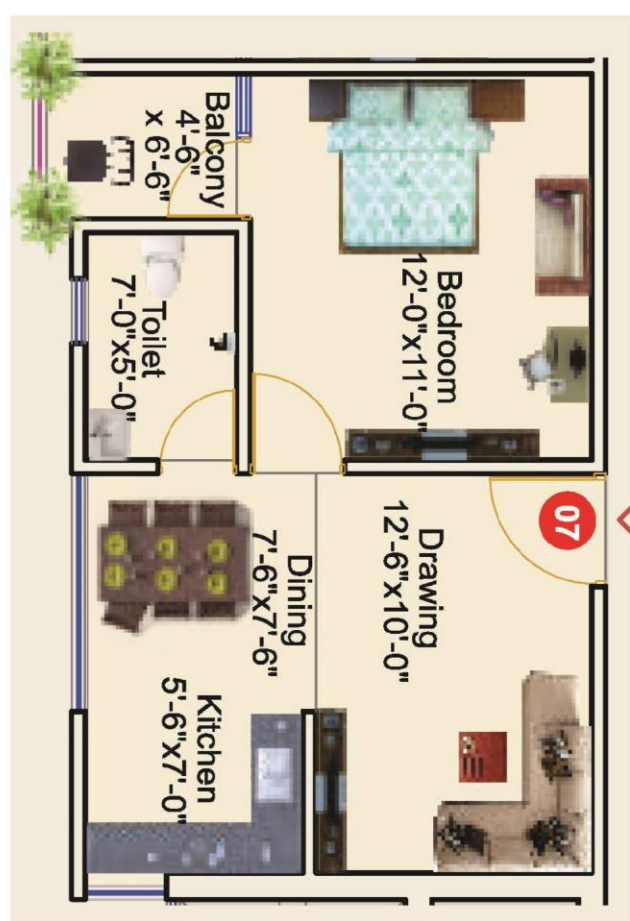 Balcony
4'-6"
x 6'-6"
Bedroom
12'-0"x11'-0"
Toilet
7'-0"x5'-0"
07
Drawing
12'-6"x10'-0"
Dining
7'-6"x7'-6"
Kitchen
5'-6"x7'-0"